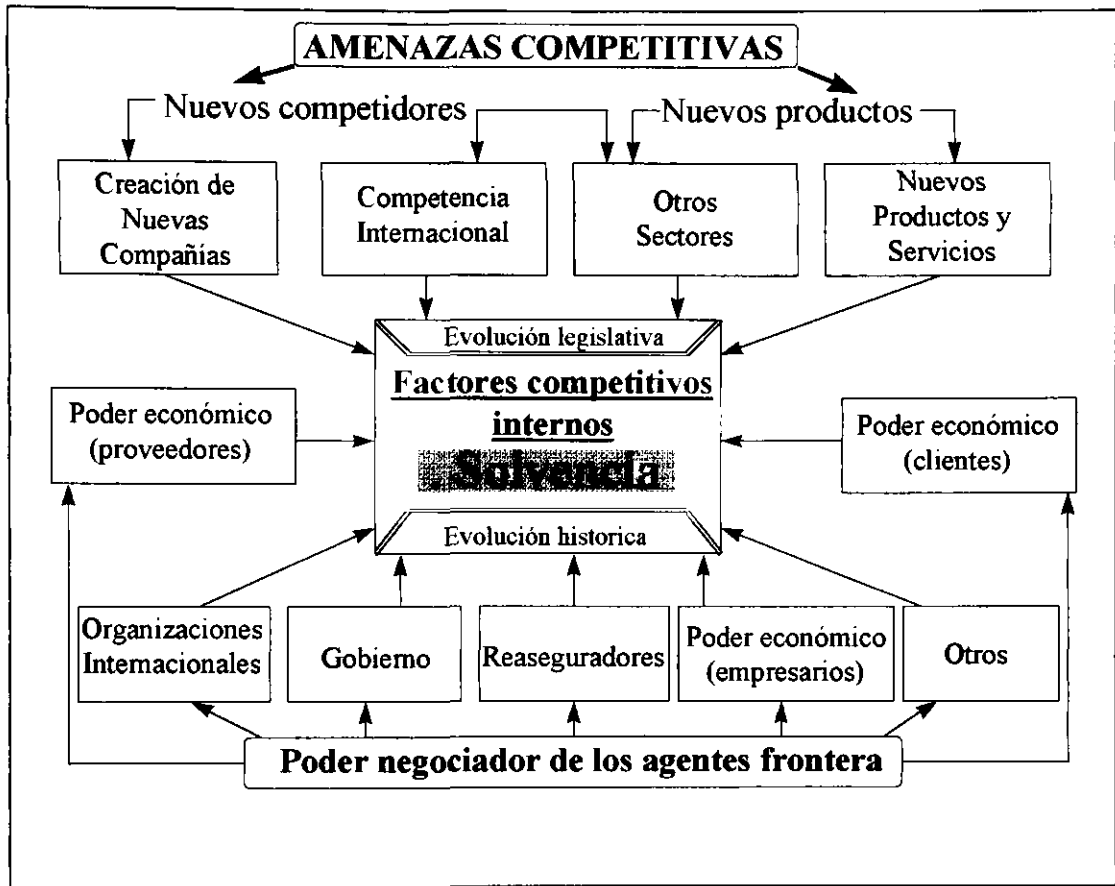 AMENAZAS COMPETITIVAS
Nuevos competidores
Nuevos productos
Creación de
Nuevas
Compañías
Competencia
Internacional
Otros
Sectores
Nuevos
Productos y
Servicios
Evolución legislativa
Factores competitivos
internos
. Solvencia
Evolución historica
Poder económico
(proveedores)
Poder económico
(clientes)
Organizaciones
Internacionales
Gobierno
Reaseguradores
Poder económico
(empresarios)
Otros
Poder negociador de los agentes frontera